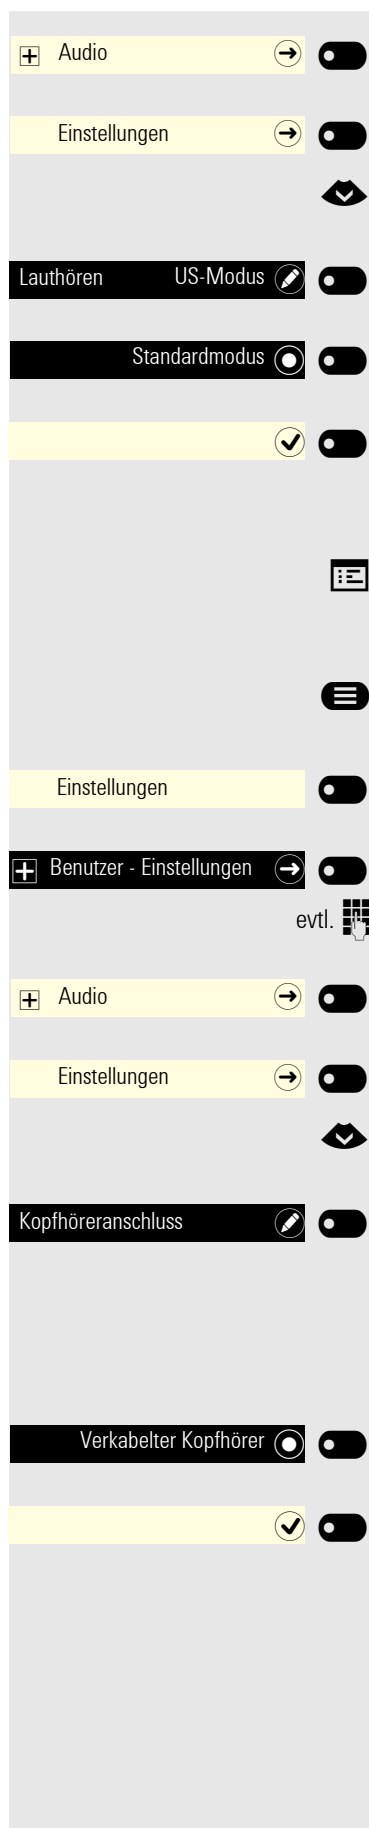 Audio
Einstellungen
Lauthören US-Modus
Standardmodus
Einstellungen
Benutzer - Einstellungen
evtl.
Audio
Einstellungen
Kopfhöreranschluss
Verkabelter Kopfhörer